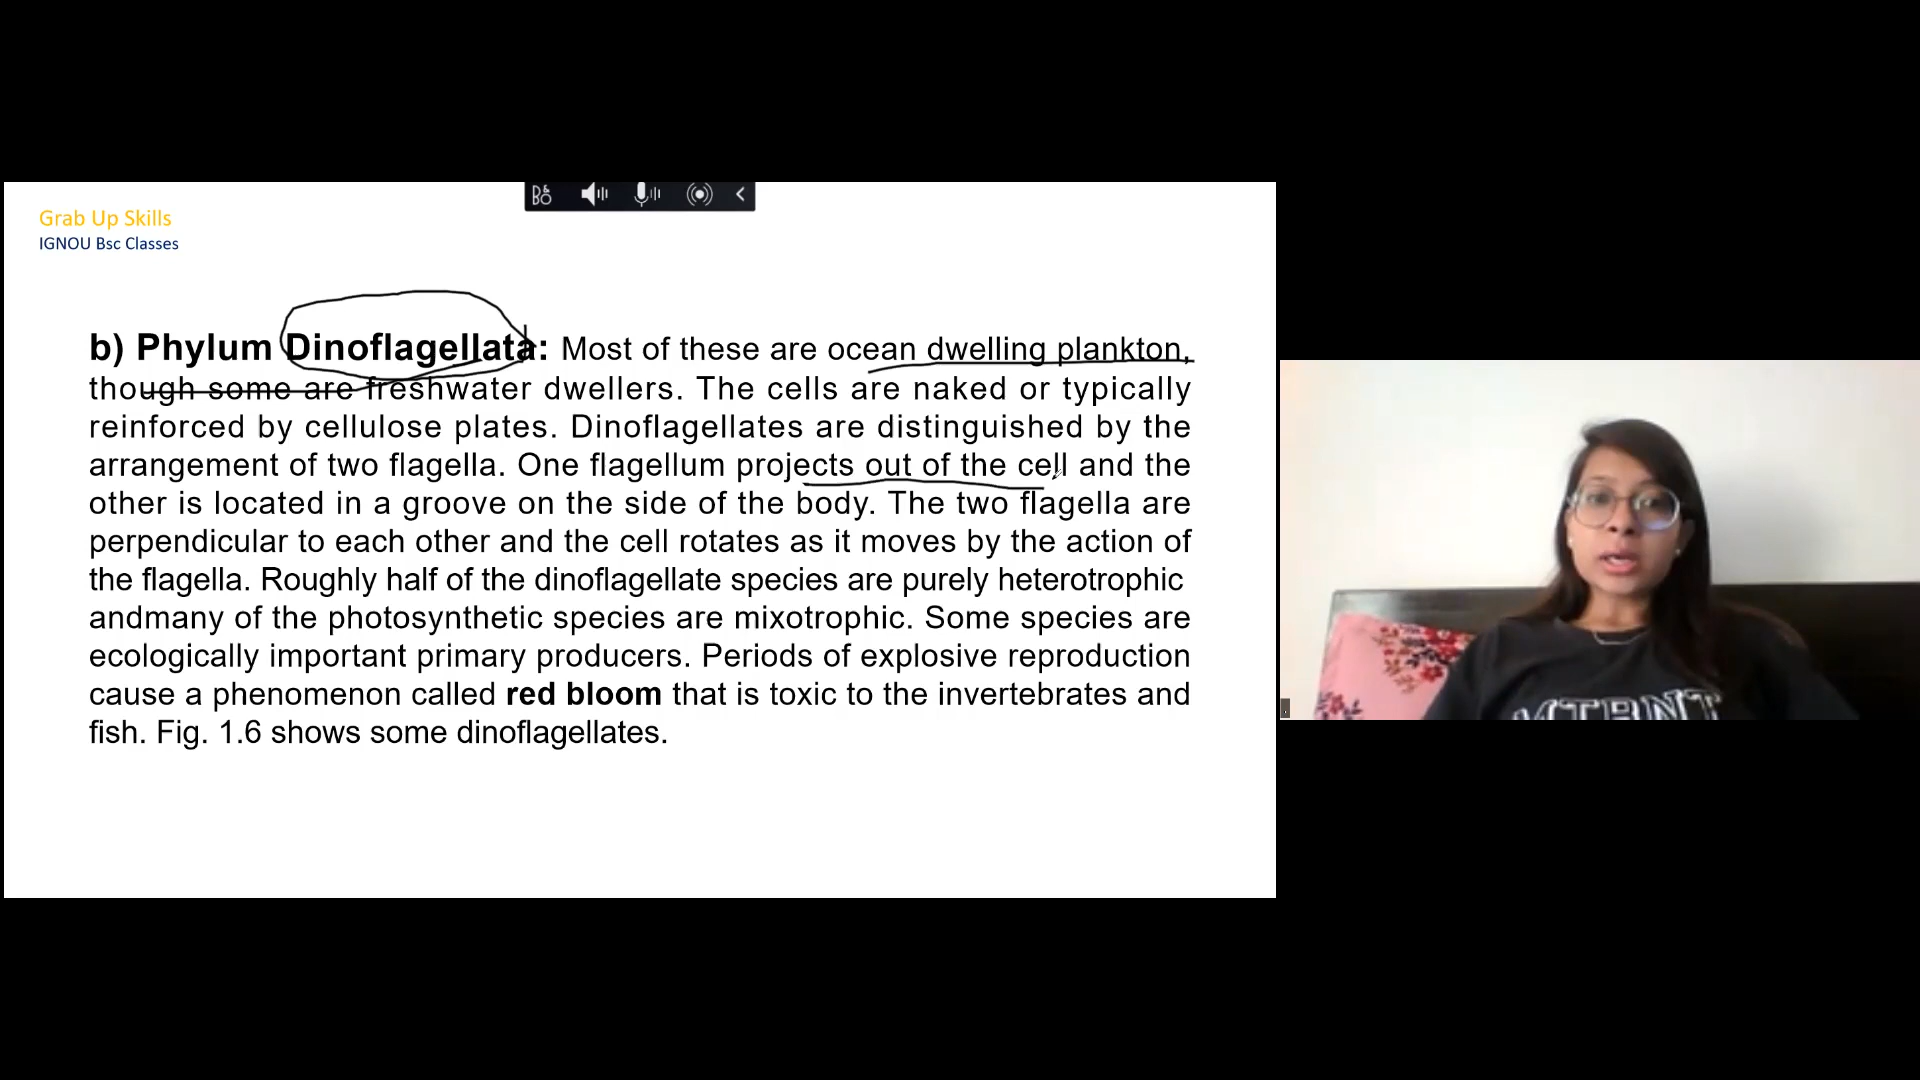 Grab Up Skills
IGNOU Bsc Classes
b) Phylum Dinoflagellata: Most of these are ocean dwelling plankton,
though some are freshwater dwellers. The cells are naked or typically
reinforced by cellulose plates. Dinoflagellates are distinguished by the
arrangement of two flagella. One flagellum projects out of the cell and the
other is located in a groove on the side of the body. The two flagella are
perpendicular to each other and the cell rotates as it moves by the action of
the flagella. Roughly half of the dinoflagellate species are purely heterotrophic
andmany of the photosynthetic species are mixotrophic. Some species are
ecologically important primary producers. Periods of explosive reproduction
cause a phenomenon called red bloom that is toxic to the invertebrates and
fish. Fig. 1.6 shows some dinoflagellates.